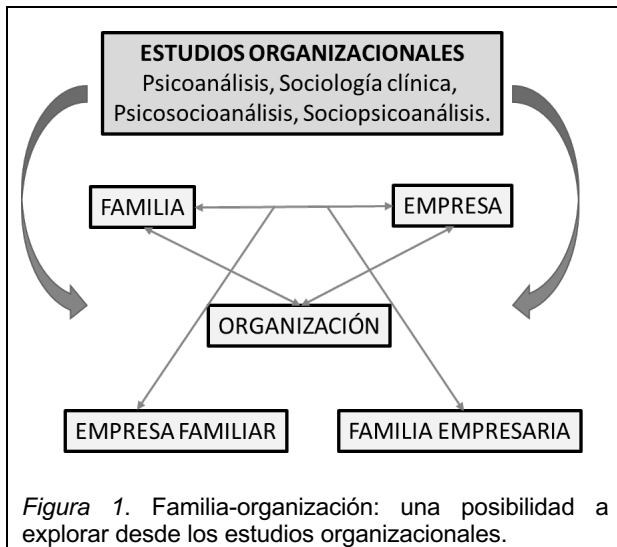 ESTUDIOS ORGANIZACIONALES
Psicoanálisis, Sociología clínica,
Psicosocioanálisis, Sociopsicoanálisis.
FAMILIA
EMPRESA
ORGANIZACIÓN
EMPRESA FAMILIAR
FAMILIA EMPRESARIA
Figura 1. Familia-organización: una posibilidad a
explorar desde los estudios organizacionales.